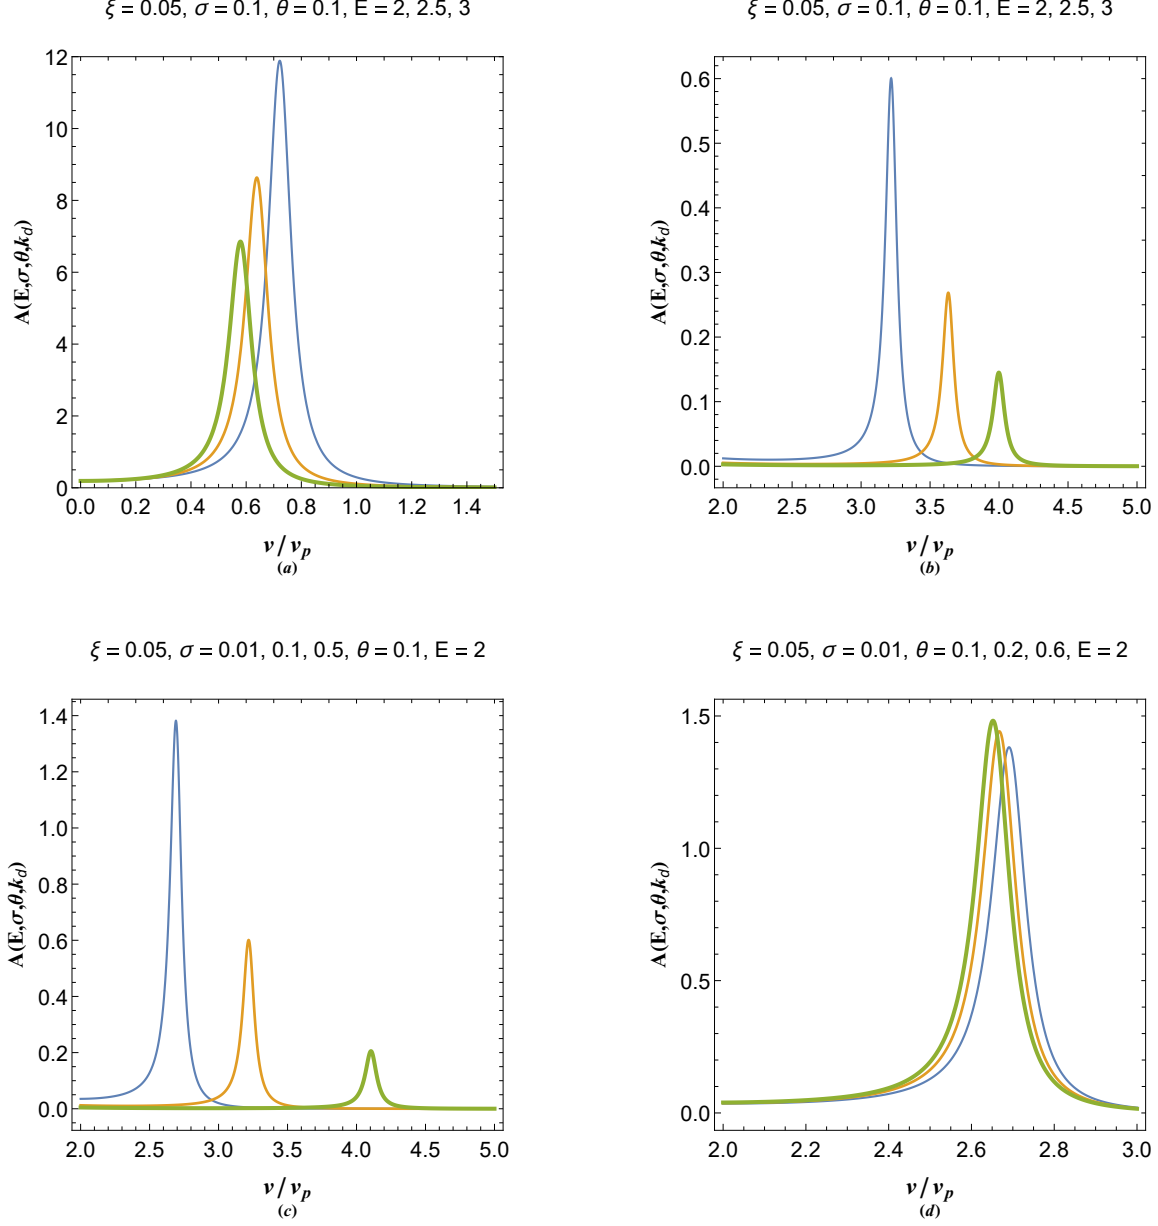 ξ = 0.05, σ = 0.1, θ = 0.1, E = 2, 2.5, 3
A(E,σ,θ,k_d)
12
10
8
6
4
2
0
0.0 0.2 0.4 0.6 0.8 1.0 1.2 1.4
ν/ν_p
(a)
ξ = 0.05, σ = 0.1, θ = 0.1, E = 2, 2.5, 3
A(E,σ,θ,k_d)
0.6
0.5
0.4
0.3
0.2
0.1
0.0
2.0 2.5 3.0 3.5 4.0 4.5 5.0
ν/ν_p
(b)
ξ = 0.05, σ = 0.01, 0.1, 0.5, θ = 0.1, E = 2
A(E,σ,θ,k_d)
1.4
1.2
1.0
0.8
0.6
0.4
0.2
0.0
2.0 2.5 3.0 3.5 4.0 4.5 5.0
ν/ν_p
(c)
ξ = 0.05, σ = 0.01, θ = 0.1, 0.2, 0.6, E = 2
A(E,σ,θ,k_d)
1.5
1.0
0.5
0.0
2.0 2.2 2.4 2.6 2.8 3.0
ν/ν_p
(d)